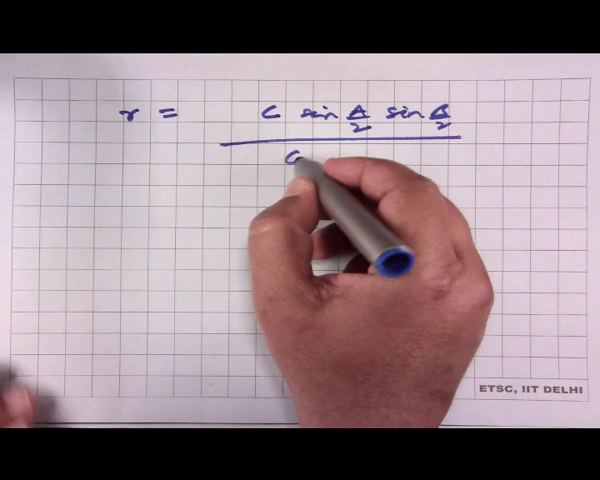 r = C sin A/2 sin B/2
C
ETSC, IIT DELHI